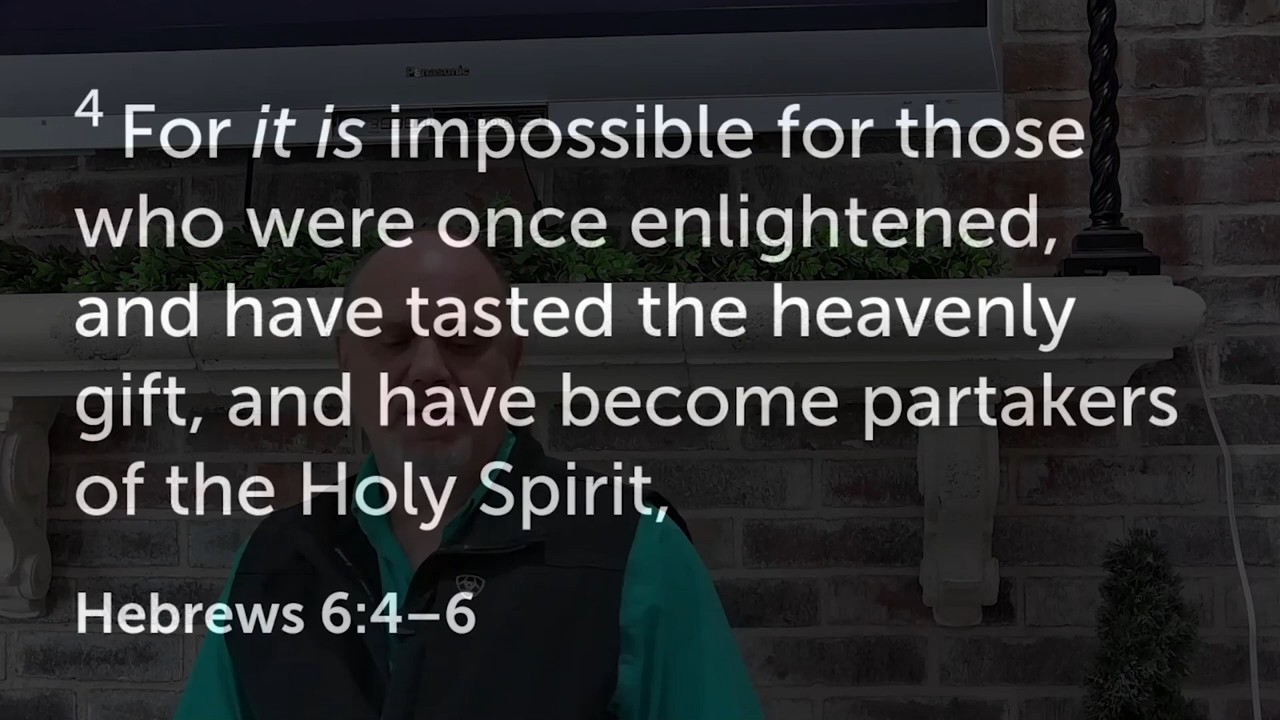 Panasonic
4 For it is impossible for those
who were once enlightened,
and have tasted the heavenly
gift, and have become partakers
of the Holy Spirit,
Hebrews 6:4–6